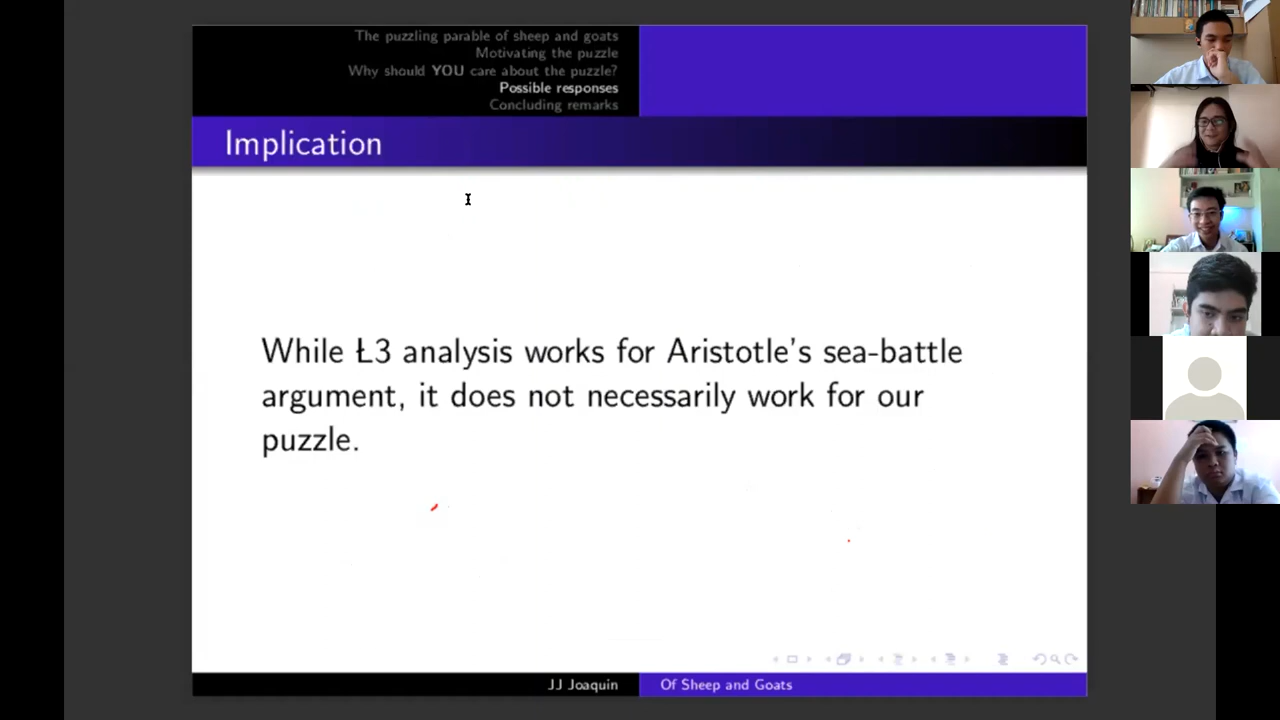 The puzzling parable of sheep and goats
Motivating the puzzle
Why should YOU care about the puzzle?
Possible responses
Concluding remarks
Implication
While Ł3 analysis works for Aristotle's sea-battle
argument, it does not necessarily work for our
puzzle.
JJ Joaquin
Of Sheep and Goats